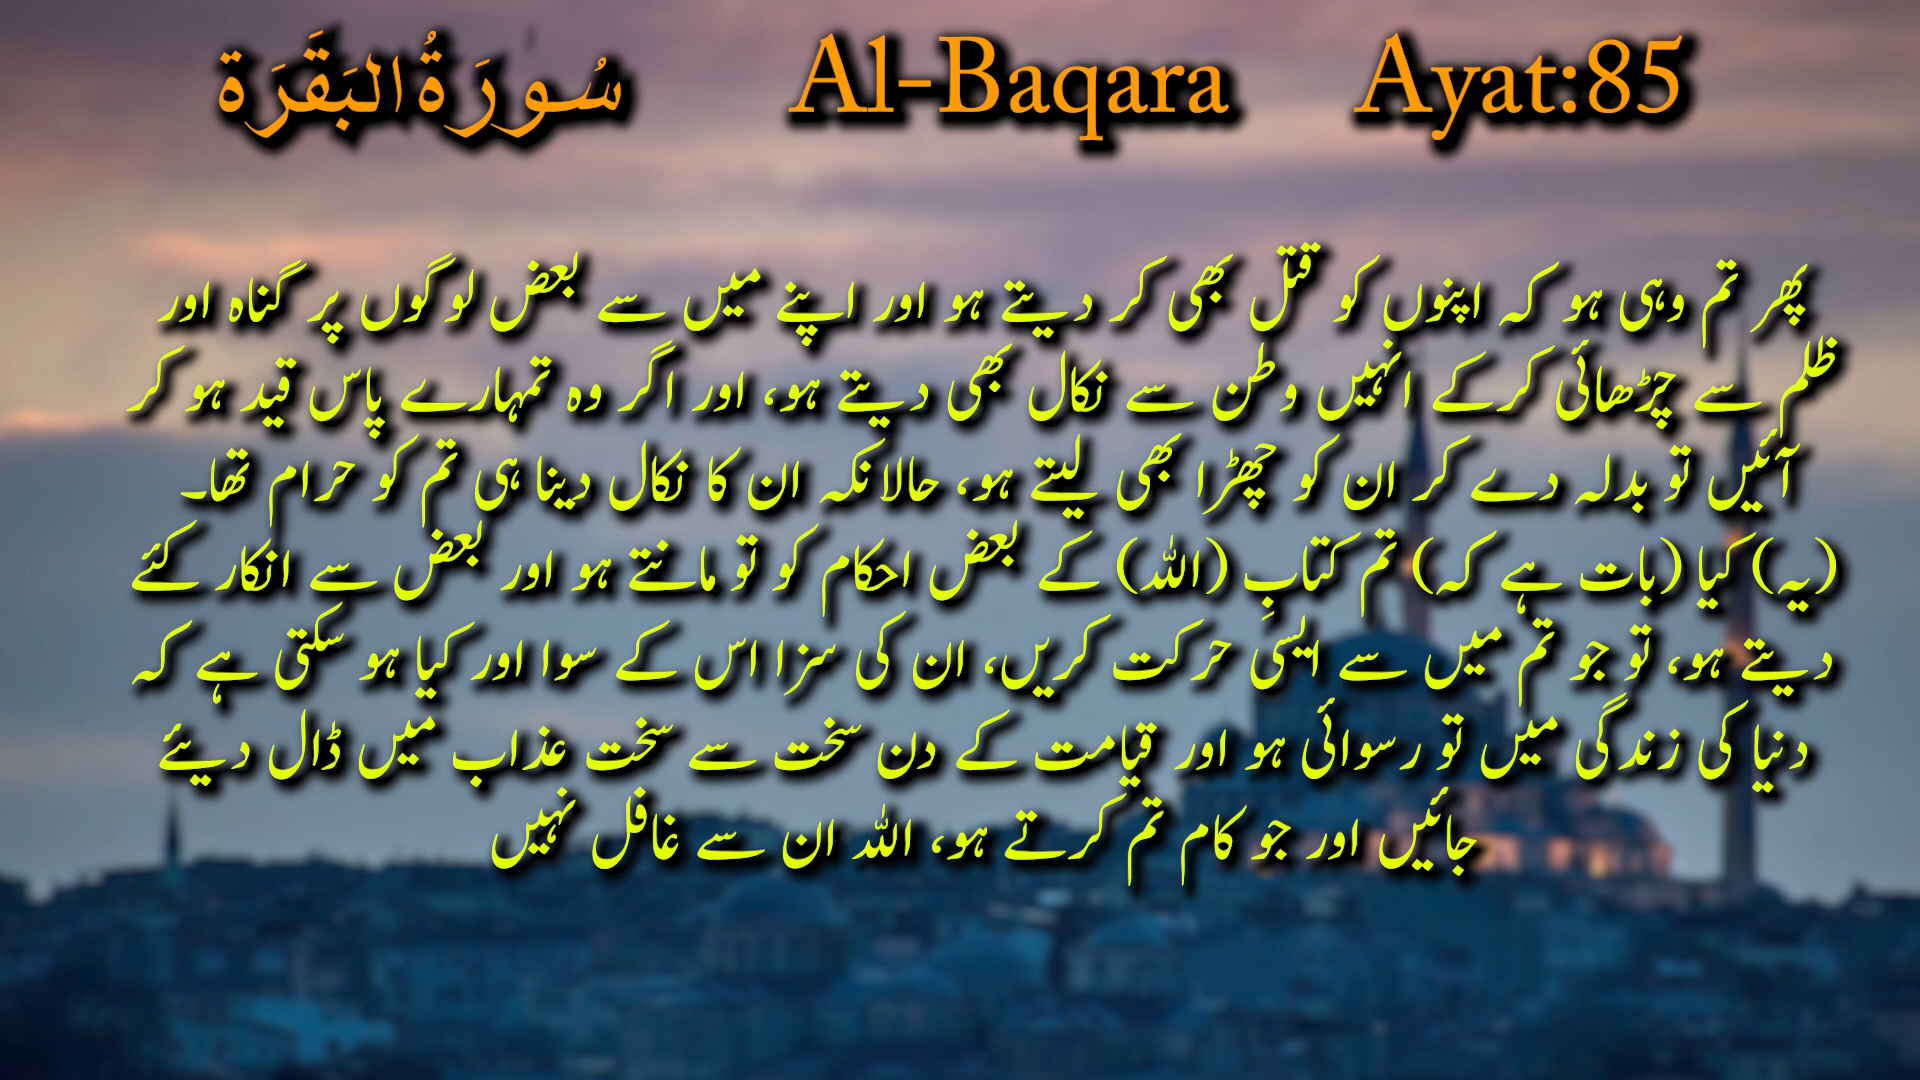 سُورَةُ البَقَرَة Al-Baqara Ayat:85
پھر تم وہی ہو کہ اپنوں کو قتل بھی کر دیتے ہو اور اپنے میں سے بعض لوگوں پر گناہ اور
ظلم سے چڑھائی کرکے انہیں وطن سے نکال بھی دیتے ہو، اور اگر وہ تمہارے پاس قید ہو کر
آئیں تو بدلہ دے کر ان کو چھڑا بھی لیتے ہو، حالانکہ ان کا نکال دینا ہی تم کو حرام تھا۔
(یہ) کیا (بات ہے کہ) تم کتابِ (اللہ) کے بعض احکام کو تو مانتے ہو اور بعض سے انکار کئے
دیتے ہو، تو جو تم میں سے ایسی حرکت کریں، ان کی سزا اس کے سوا اور کیا ہو سکتی ہے کہ
دنیا کی زندگی میں تو رسوائی ہو اور قیامت کے دن سخت سے سخت عذاب میں ڈال دیئے
جائیں اور جو کام تم کرتے ہو، اللہ ان سے غافل نہیں